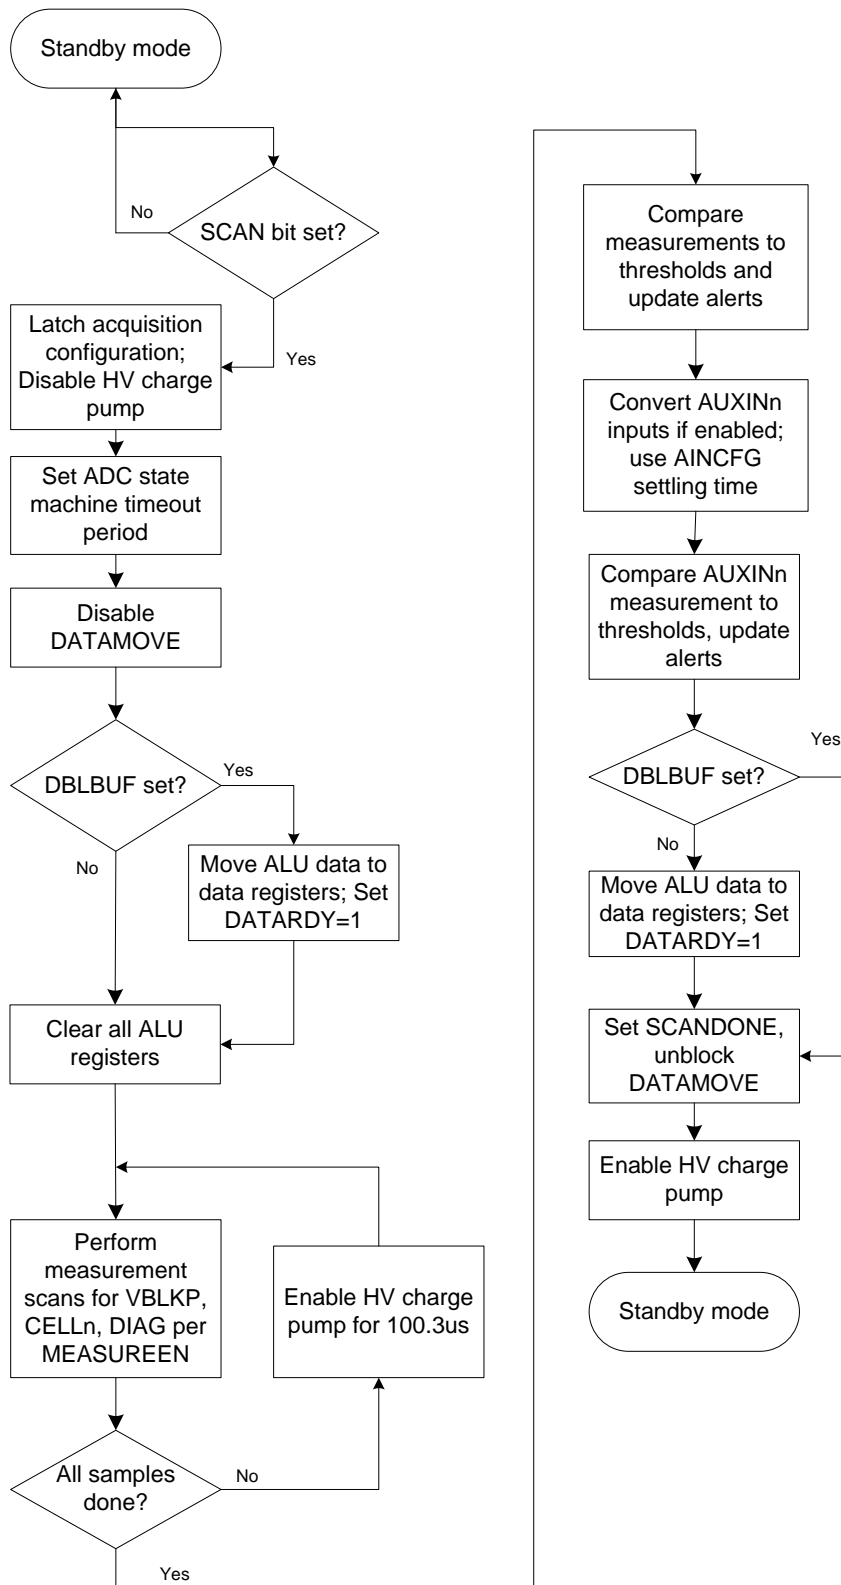 Standby mode
No
SCAN bit set?
Yes
Latch acquisition
configuration;
Disable HV charge
pump
Set ADC state
machine timeout
period
Disable
DATAMOVE
DBLBUF set?
Yes
No
Move ALU data to
data registers; Set
DATARDY=1
Clear all ALU
registers
Perform
measurement
scans for VBLKP,
CELLn, DIAG per
MEASUREEN
Enable HV charge
pump for 100.3us
All samples
done?
No
Yes
Compare
measurements to
thresholds and
update alerts
Convert AUXINn
inputs if enabled;
use AINCFG
settling time
Compare AUXINn
measurement to
thresholds, update
alerts
DBLBUF set?
Yes
No
Move ALU data to
data registers; Set
DATARDY=1
Set SCANDONE,
unblock
DATAMOVE
Enable HV charge
pump
Standby mode